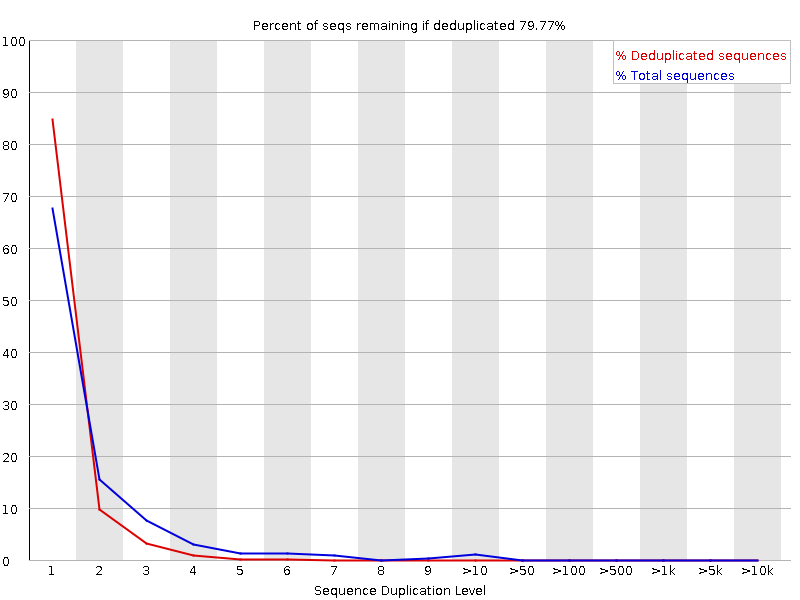 Percent of seqs remaining if deduplicated 79.77%
% Deduplicated sequences
% Total sequences
100
90
80
70
60
50
40
30
20
10
0
1 2 3 4 5 6 7 8 9 >10 >50 >100 >500 >1k >5k >10k
Sequence Duplication Level